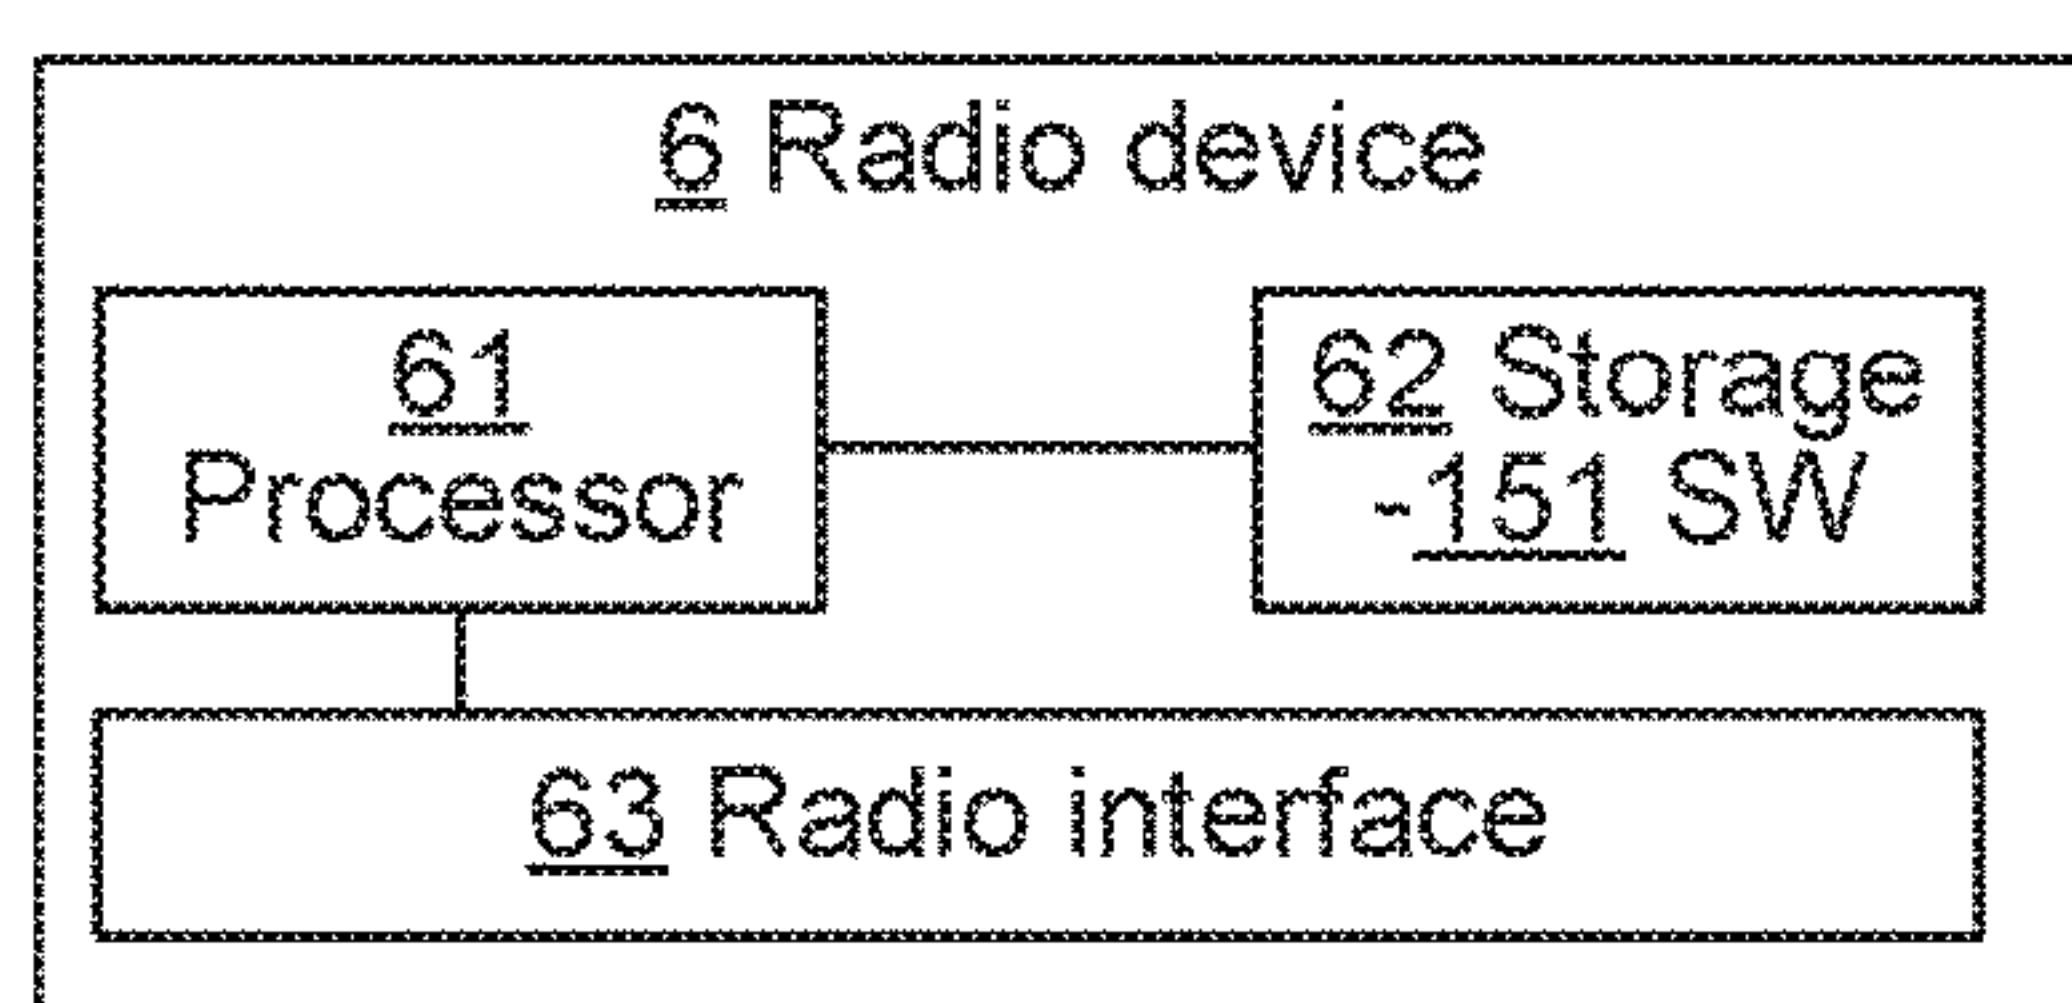 6 Radio device
61
Processor
62 Storage
-151 SW
63 Radio interface